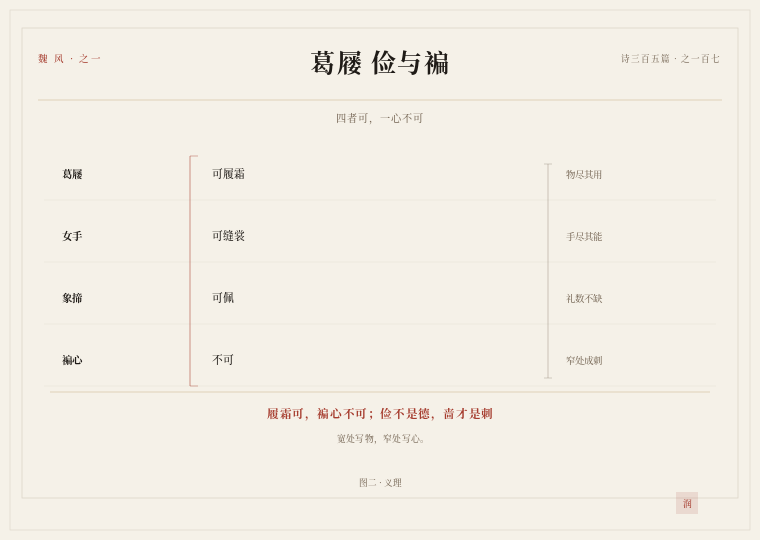 魏 风 · 之一
葛屦 俭与褊
诗三百五篇 · 之一百七
四者可，一心不可
葛屦 可履霜 物尽其用
女手 可缝裳 手尽其能
象揥 可佩 礼数不缺
褊心 不可 窄处成刺
履霜可，褊心不可；俭不是德，啬才是刺
宽处写物，窄处写心。
图二 · 义理
润